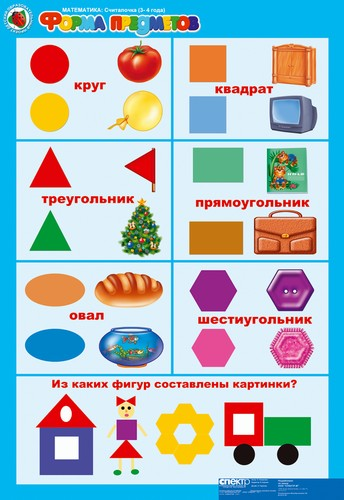 МАТЕМАТИКА: Считалочка (3- 4 года)
Форма предметов
круг
квадрат
треугольник
прямоугольник
овал
шестиугольник
Из каких фигур составлены картинки?
спектр